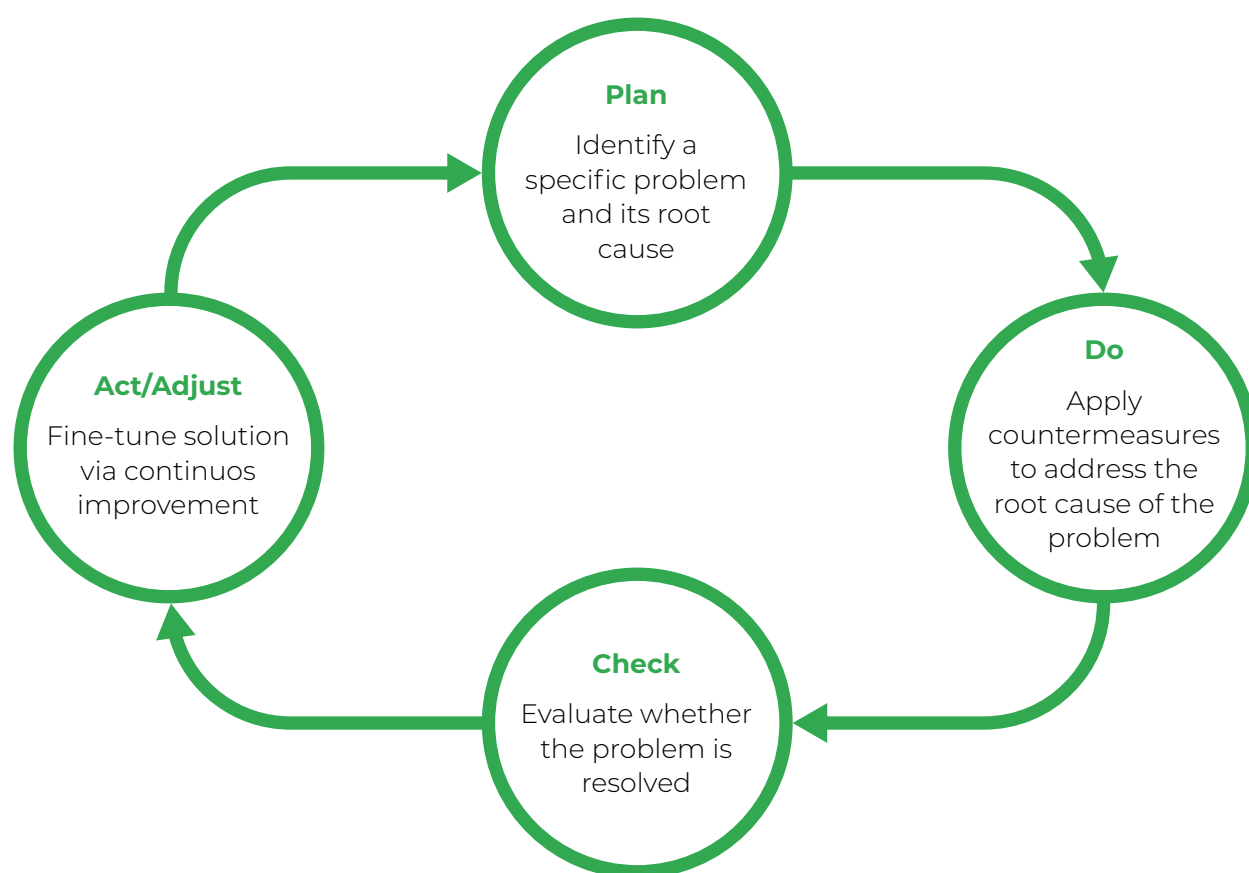 Plan
Identify a
specific problem
and its root
cause
Do
Apply
countermeasures
to address the
root cause of the
problem
Check
Evaluate whether
the problem is
resolved
Act/Adjust
Fine-tune solution
via continuos
improvement